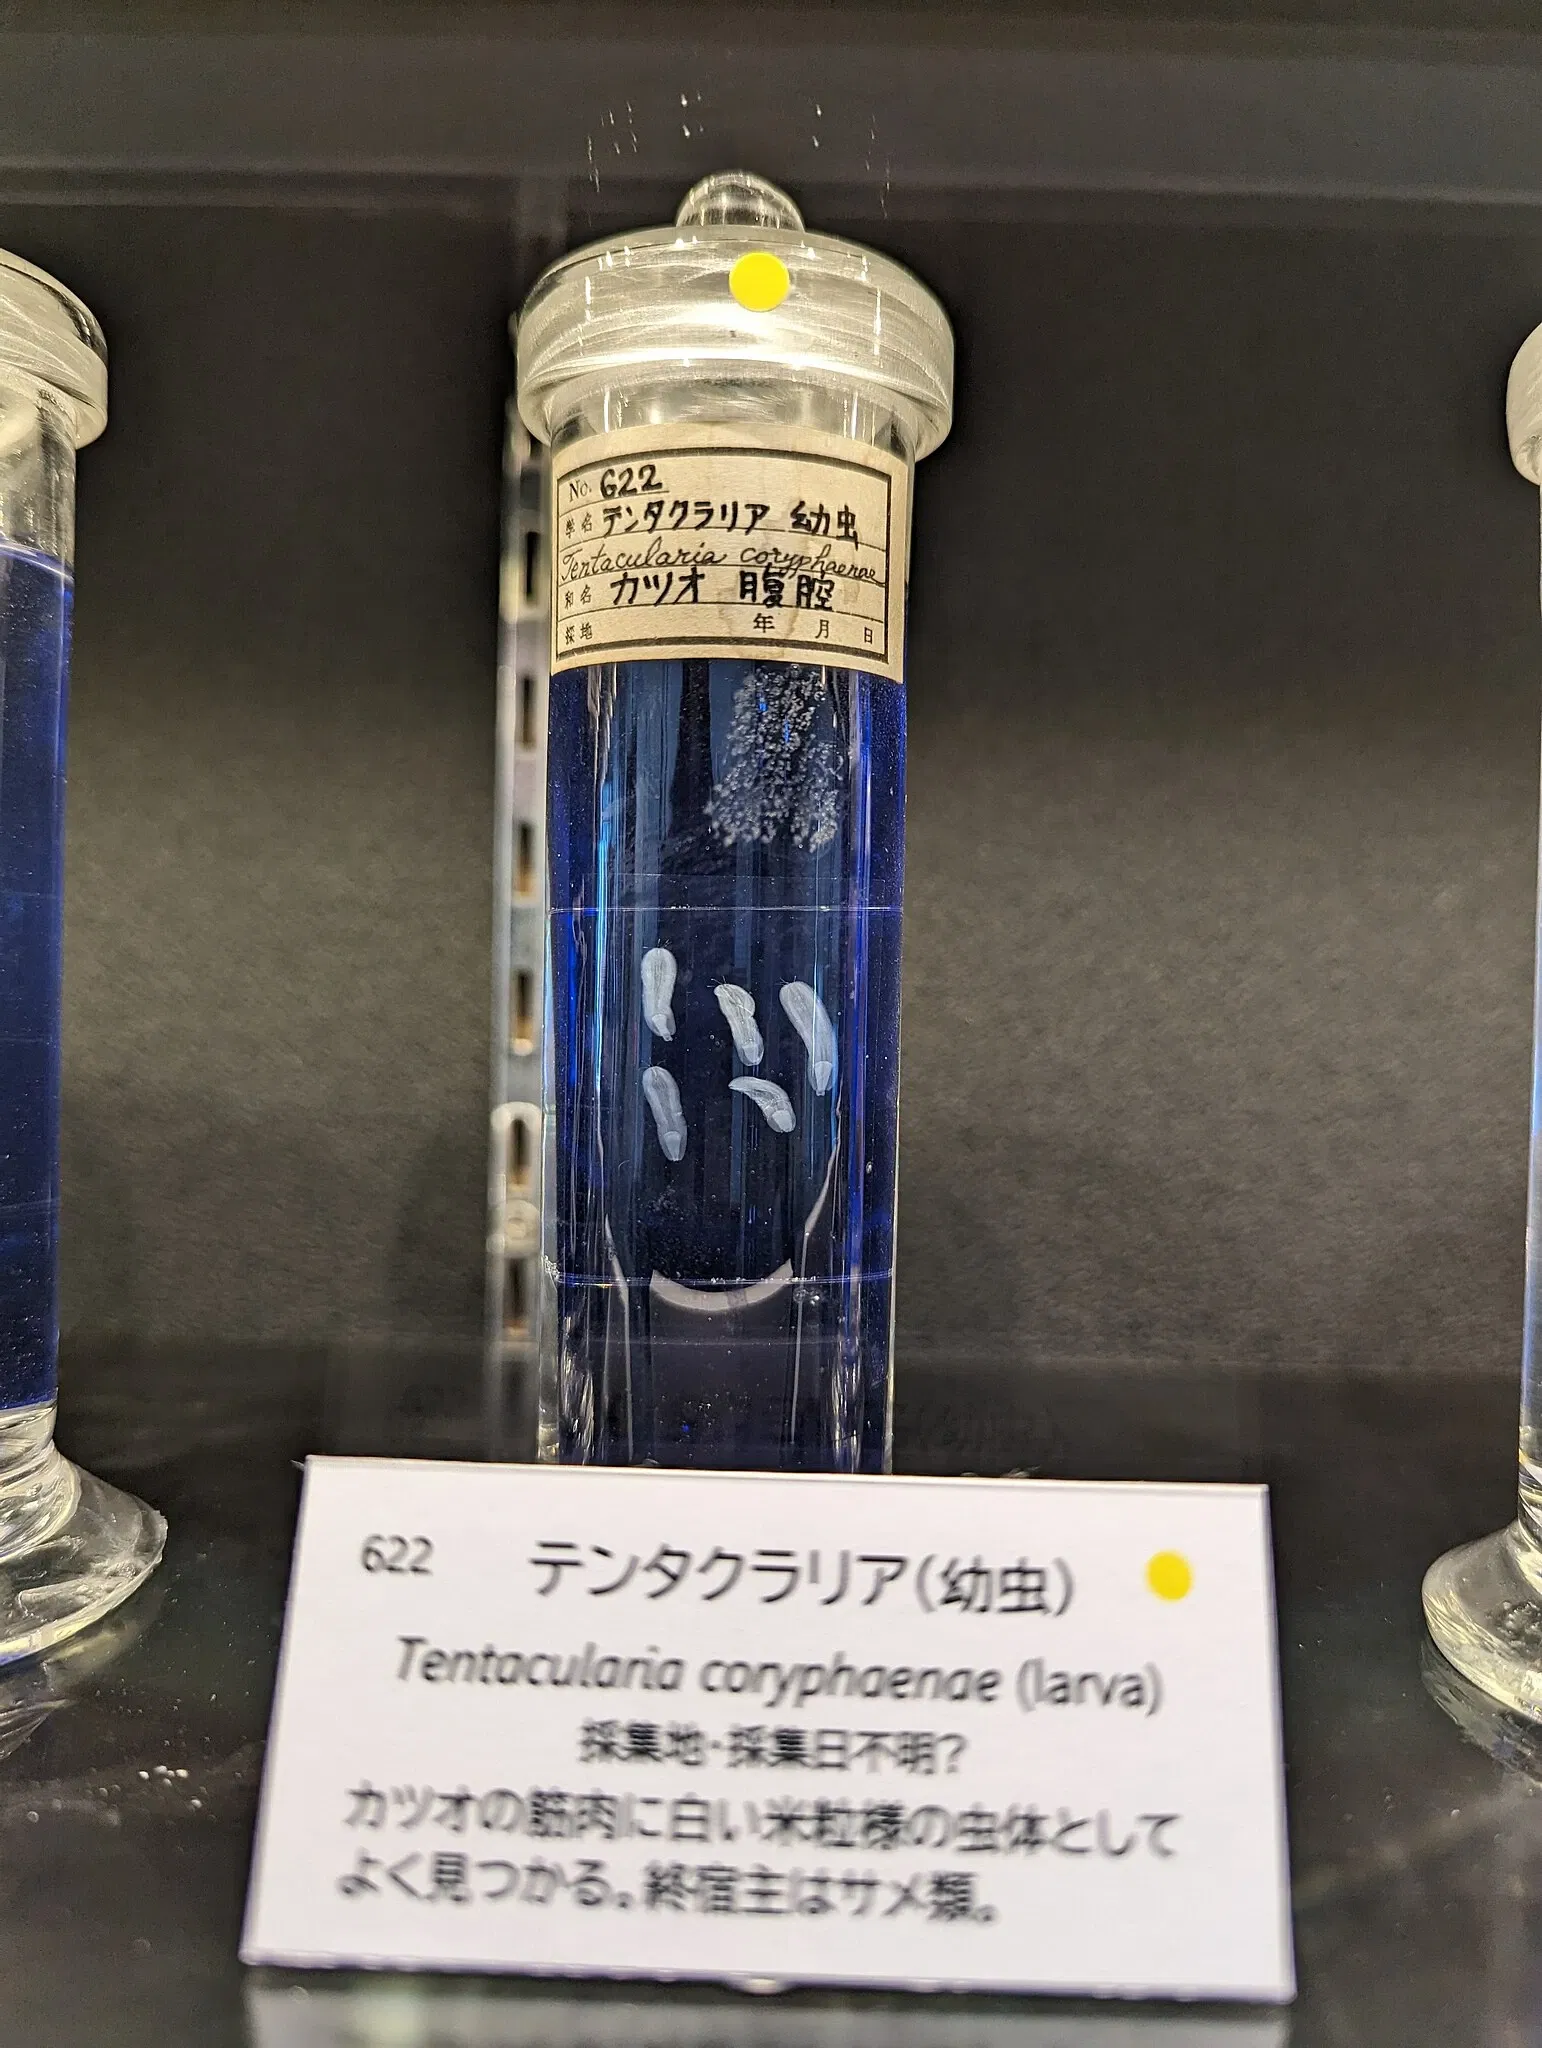 No. 622
学名 テンタクラリア 幼虫
Tentacularia coryphaenae
和名 カツオ 腹腔
採地 年 月 日
622 テンタクラリア(幼虫)
Tentacularia coryphaenae (larva)
採集地・採集日不明?
カツオの筋肉に白い米粒様の虫体として
よく見つかる。終宿主はサメ類。